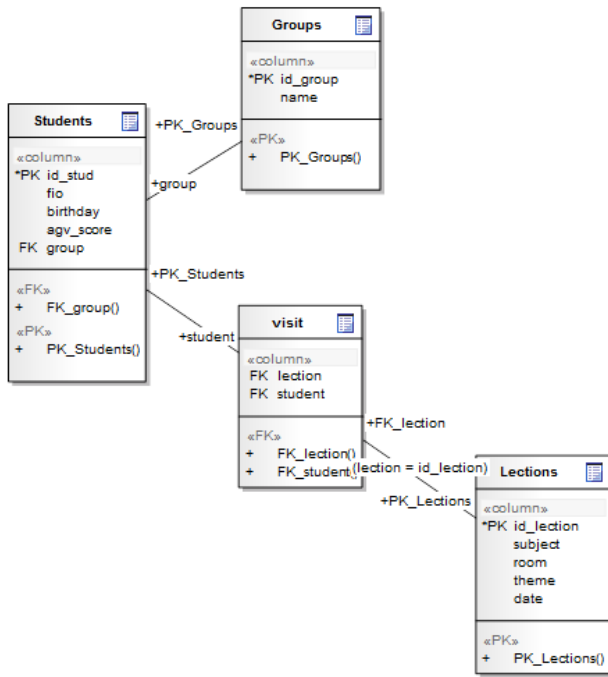 Groups
«column»
*PK id_group
name
«PK»
+ PK_Groups()
Students
«column»
*PK id_stud
fio
birthday
agv_score
FK group
«FK»
+ FK_group()
«PK»
+ PK_Students()
+PK_Groups
+group
+PK_Students
+student
visit
«column»
FK lection
FK student
«FK»
+ FK_lection()
+ FK_student()
+FK_lection
(lection = id_lection)
+PK_Lections
Lections
«column»
*PK id_lection
subject
room
theme
date
«PK»
+ PK_Lections()